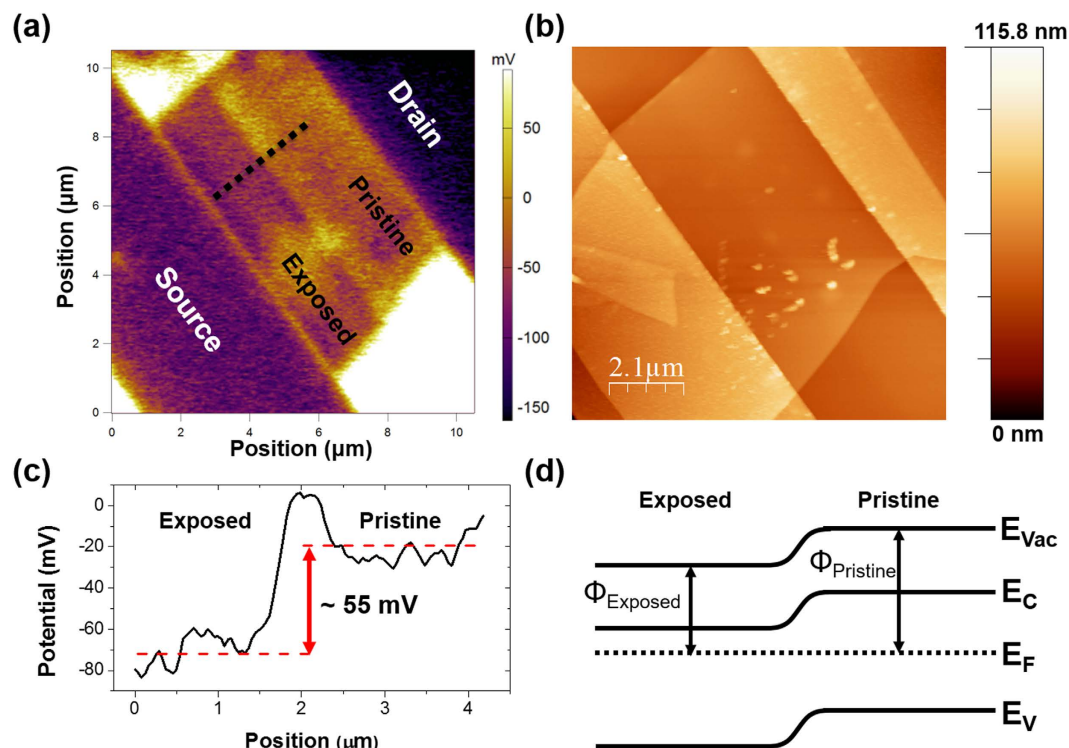 (a)
mV
10
8
6
4
2
0
Position (µm)
0
2
4
6
8
10
Position (µm)
50
0
-50
-100
-150
Source
Drain
Exposed
Pristine
(b)
2.1µm
115.8 nm
0 nm
(c)
0
-20
-40
-60
-80
Potential (mV)
Exposed
Pristine
~ 55 mV
0
1
2
3
4
Position (µm)
(d)
Exposed
Pristine
ΦExposed
ΦPristine
EVac
EC
EF
EV